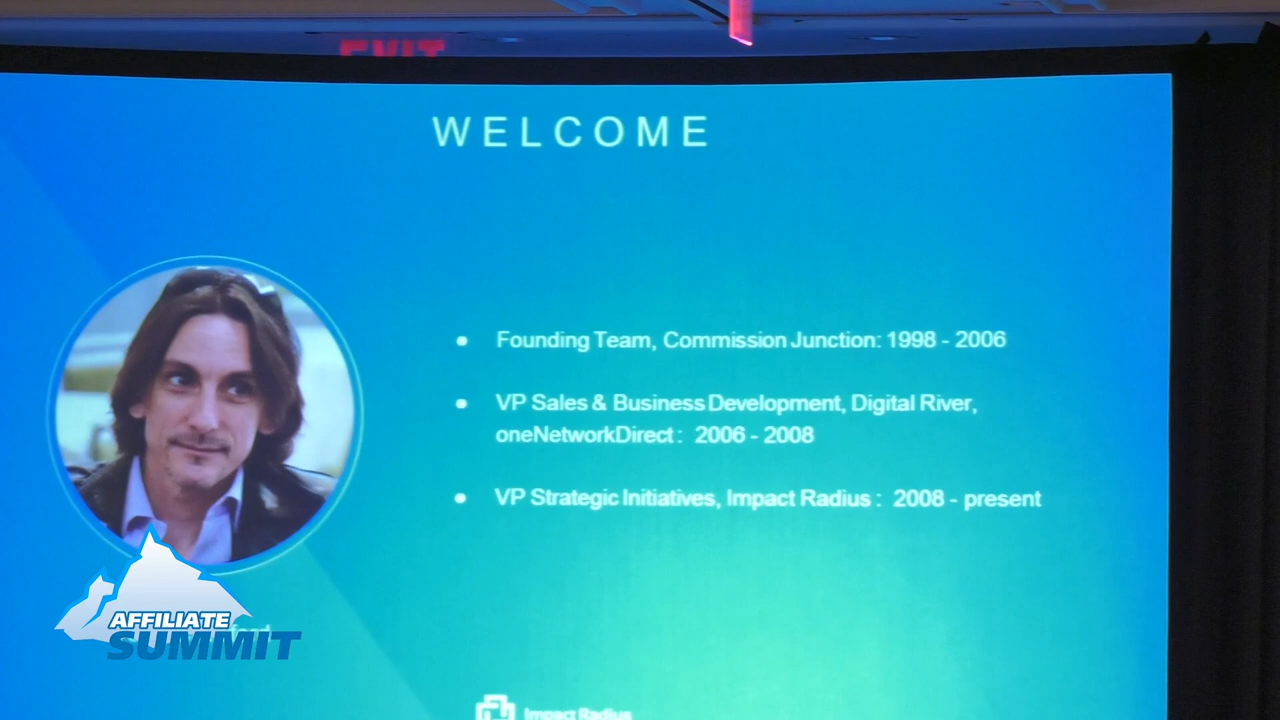 EXIT
WELCOME
• Founding Team, Commission Junction: 1998 - 2006
• VP Sales & Business Development, Digital River,
oneNetworkDirect : 2006 - 2008
• VP Strategic Initiatives, Impact Radius : 2008 - present
AFFILIATE
SUMMIT
Impact Radius